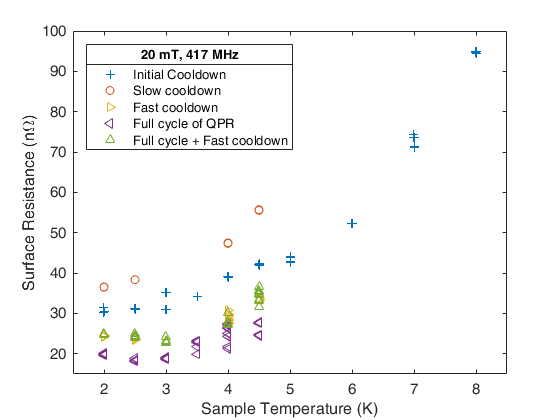 100
90
80
70
60
50
40
30
20
Surface Resistance (nΩ)
20 mT, 417 MHz
Initial Cooldown
Slow cooldown
Fast cooldown
Full cycle of QPR
Full cycle + Fast cooldown
2 3 4 5 6 7 8
Sample Temperature (K)